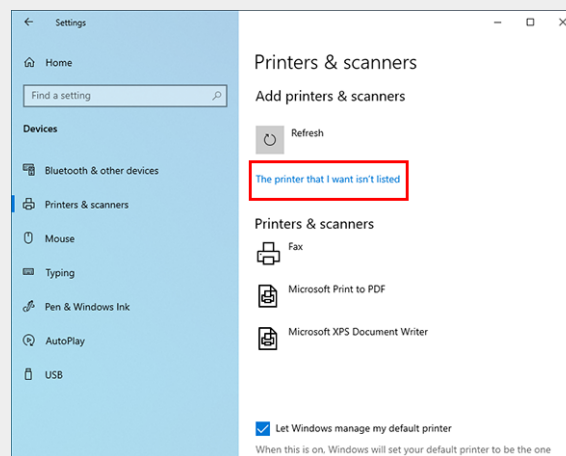 Settings
Home
Find a setting
Devices
Bluetooth & other devices
Printers & scanners
Mouse
Typing
Pen & Windows Ink
AutoPlay
USB
Printers & scanners
Add printers & scanners
Refresh
The printer that I want isn't listed
Printers & scanners
Fax
Microsoft Print to PDF
Microsoft XPS Document Writer
Let Windows manage my default printer
When this is on, Windows will set your default printer to be the one